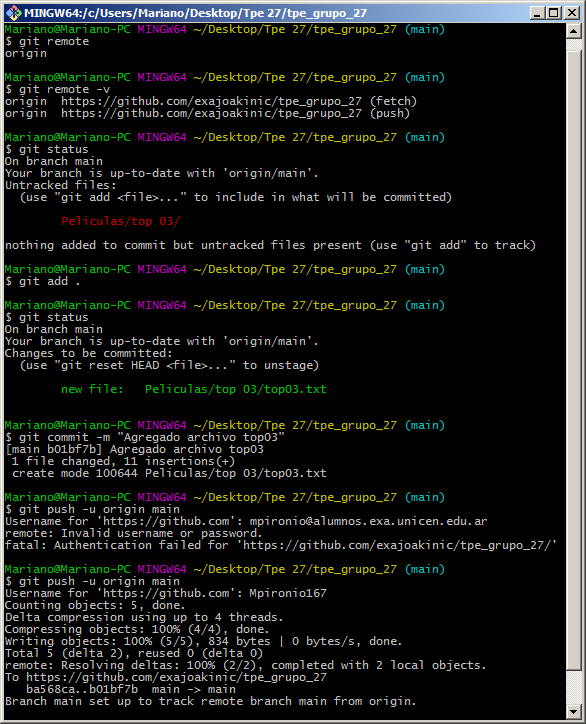 MINGW64:/c/Users/Mariano/Desktop/Tpe 27/tpe_grupo_27
Mariano@Mariano-PC MINGW64 ~/Desktop/Tpe 27/tpe_grupo_27 (main)
$ git remote
origin
Mariano@Mariano-PC MINGW64 ~/Desktop/Tpe 27/tpe_grupo_27 (main)
$ git remote -v
origin  https://github.com/exajoakinic/tpe_grupo_27 (fetch)
origin  https://github.com/exajoakinic/tpe_grupo_27 (push)
Mariano@Mariano-PC MINGW64 ~/Desktop/Tpe 27/tpe_grupo_27 (main)
$ git status
On branch main
Your branch is up-to-date with 'origin/main'.
Untracked files:
  (use "git add <file>..." to include in what will be committed)
        Peliculas/top 03/
nothing added to commit but untracked files present (use "git add" to track)
Mariano@Mariano-PC MINGW64 ~/Desktop/Tpe 27/tpe_grupo_27 (main)
$ git add .
Mariano@Mariano-PC MINGW64 ~/Desktop/Tpe 27/tpe_grupo_27 (main)
$ git status
On branch main
Your branch is up-to-date with 'origin/main'.
Changes to be committed:
  (use "git reset HEAD <file>..." to unstage)
        new file:   Peliculas/top 03/top03.txt
Mariano@Mariano-PC MINGW64 ~/Desktop/Tpe 27/tpe_grupo_27 (main)
$ git commit -m "Agregado archivo top03"
[main b01bf7b] Agregado archivo top03
 1 file changed, 11 insertions(+)
 create mode 100644 Peliculas/top 03/top03.txt
Mariano@Mariano-PC MINGW64 ~/Desktop/Tpe 27/tpe_grupo_27 (main)
$ git push -u origin main
Username for 'https://github.com': mpironio@alumnos.exa.unicen.edu.ar
remote: Invalid username or password.
fatal: Authentication failed for 'https://github.com/exajoakinic/tpe_grupo_27/'
Mariano@Mariano-PC MINGW64 ~/Desktop/Tpe 27/tpe_grupo_27 (main)
$ git push -u origin main
Username for 'https://github.com': Mpironio167
Counting objects: 5, done.
Delta compression using up to 4 threads.
Compressing objects: 100% (4/4), done.
Writing objects: 100% (5/5), 834 bytes | 0 bytes/s, done.
Total 5 (delta 2), reused 0 (delta 0)
remote: Resolving deltas: 100% (2/2), completed with 2 local objects.
To https://github.com/exajoakinic/tpe_grupo_27
   ba568ca..b01bf7b  main -> main
Branch main set up to track remote branch main from origin.